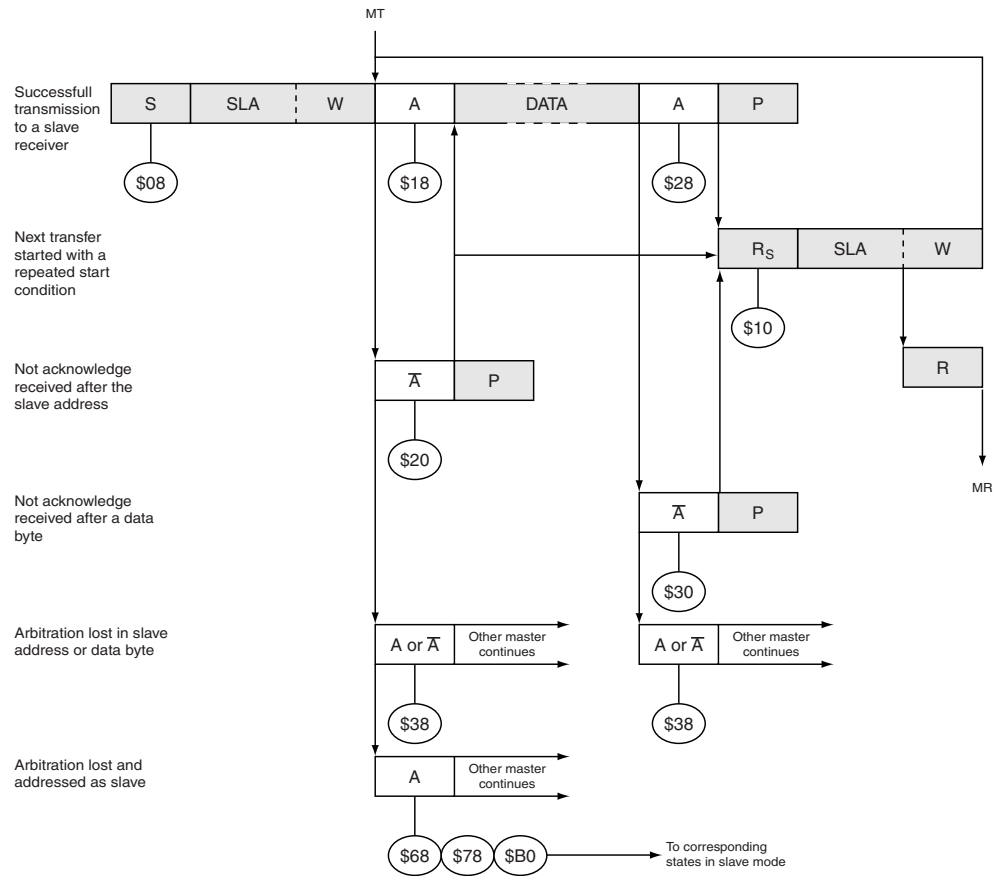 MT
Successfull
transmission
to a slave
receiver
S SLA W A DATA A P
$08 $18 $28
Next transfer
started with a
repeated start
condition
RS SLA W
$10
Not acknowledge
received after the
slave address
A̅ P
R
$20
MR
Not acknowledge
received after a data
byte
A̅ P
$30
Arbitration lost in slave
address or data byte
A or A̅ Other master
continues
A or A̅ Other master
continues
$38 $38
Arbitration lost and
addressed as slave
A Other master
continues
$68 $78 $B0 To corresponding
states in slave mode